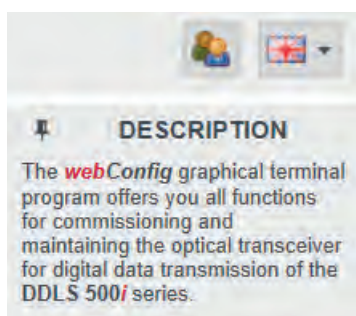 DESCRIPTION
The webConfig graphical terminal
program offers you all functions
for commissioning and
maintaining the optical transceiver
for digital data transmission of the
DDLS 500i series.